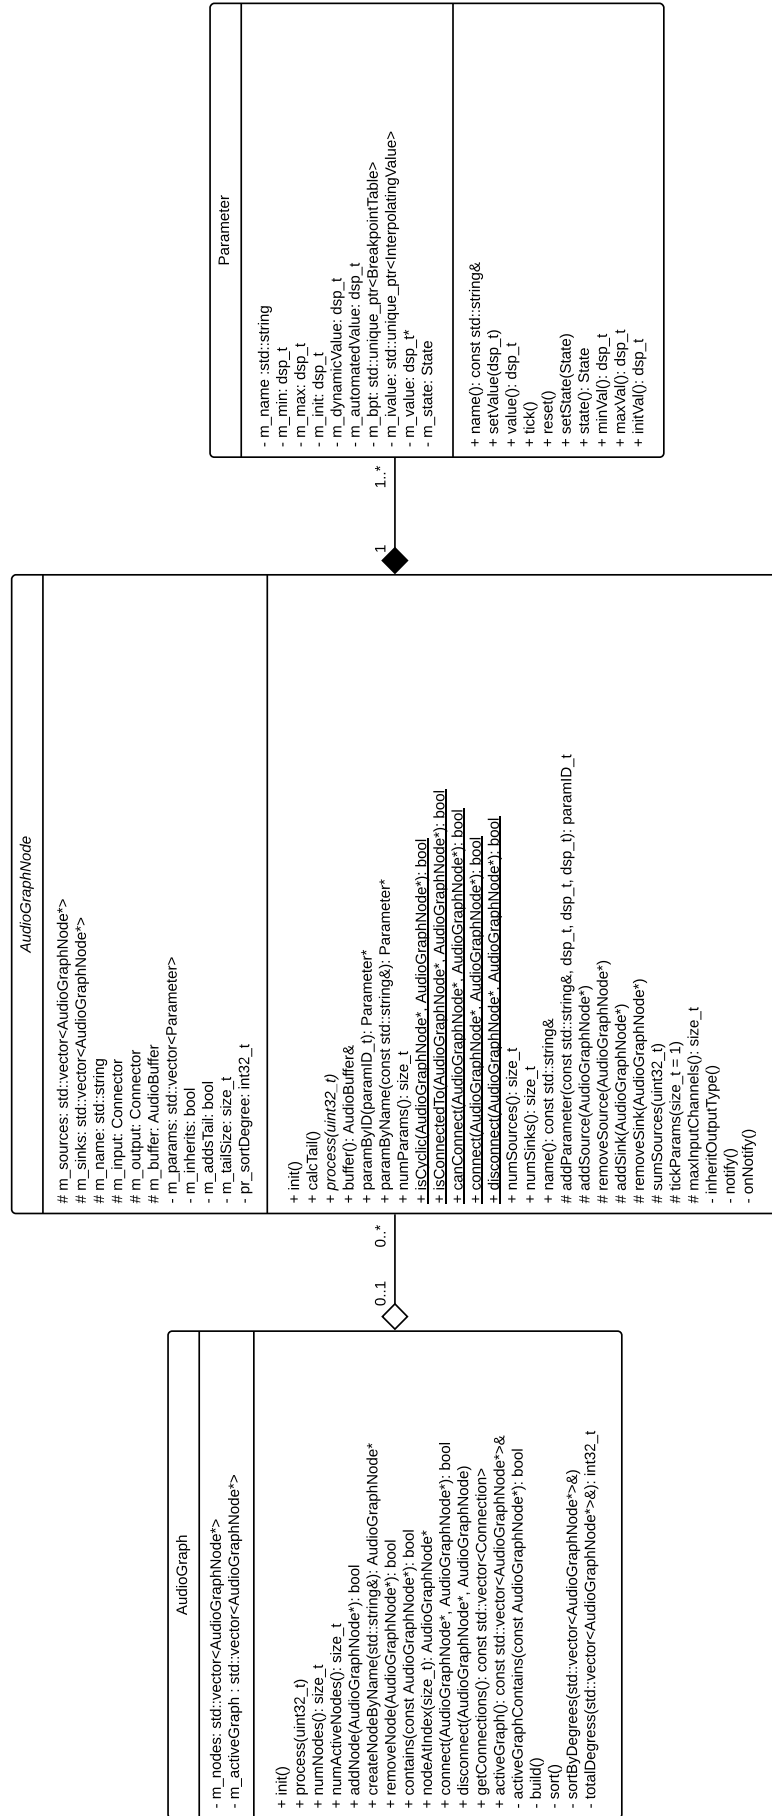 AudioGraph
- m_nodes: std::vector<AudioGraphNode*>
- m_activeGraph : std::vector<AudioGraphNode*>
+ init()
+ process(uint32_t)
+ numNodes(): size_t
+ numActiveNodes(): size_t
+ addNode(AudioGraphNode*): bool
+ createNodeByName(std::string&): AudioGraphNode*
+ removeNode(AudioGraphNode*): bool
+ contains(const AudioGraphNode*): bool
+ nodeAtIndex(size_t): AudioGraphNode*
+ connect(AudioGraphNode*, AudioGraphNode*): bool
+ disconnect(AudioGraphNode*, AudioGraphNode)
+ getConnections(): const std::vector<Connection>
+ activeGraph(): const std::vector<AudioGraphNode*>&
- activeGraphContains(const AudioGraphNode*): bool
- build()
- sort()
- sortByDegrees(std::vector<AudioGraphNode*>&)
- totalDegress(std::vector<AudioGraphNode*>&): int32_t
0..1
0..*
AudioGraphNode
# m_sources: std::vector<AudioGraphNode*>
# m_sinks: std::vector<AudioGraphNode*>
# m_name: std::string
# m_input: Connector
# m_output: Connector
# m_buffer: AudioBuffer
- m_params: std::vector<Parameter>
- m_inherits: bool
- m_addsTail: bool
- m_tailSize: size_t
- pr_sortDegree: int32_t
+ init()
+ calcTail()
+ process(uint32_t)
+ buffer(): AudioBuffer&
+ paramByID(paramID_t): Parameter*
+ paramByName(const std::string&): Parameter*
+ numParams(): size_t
+ isCyclic(AudioGraphNode*, AudioGraphNode*): bool
+ isConnectedTo(AudioGraphNode*, AudioGraphNode*): bool
+ canConnect(AudioGraphNode*, AudioGraphNode*): bool
+ connect(AudioGraphNode*, AudioGraphNode*): bool
+ disconnect(AudioGraphNode*, AudioGraphNode*): bool
+ numSources(): size_t
+ numSinks(): size_t
+ name(): const std::string&
# addParameter(const std::string&, dsp_t, dsp_t, dsp_t): paramID_t
# addSource(AudioGraphNode*)
# removeSource(AudioGraphNode*)
# addSink(AudioGraphNode*)
# removeSink(AudioGraphNode*)
# sumSources(uint32_t)
# tickParams(size_t = 1)
# maxInputChannels(): size_t
- inheritOutputType()
- notify()
- onNotify()
1
1..*
Parameter
- m_name :std::string
- m_min: dsp_t
- m_max: dsp_t
- m_init: dsp_t
- m_dynamicValue: dsp_t
- m_automatedValue: dsp_t
- m_bpt: std::unique_ptr<BreakpointTable>
- m_ivalue: std::unique_ptr<InterpolatingValue>
- m_value: dsp_t*
- m_state: State
+ name(): const std::string&
+ setValue(dsp_t)
+ value(): dsp_t
+ tick()
+ reset()
+ setState(State)
+ state(): State
+ minVal(): dsp_t
+ maxVal(): dsp_t
+ initVal(): dsp_t